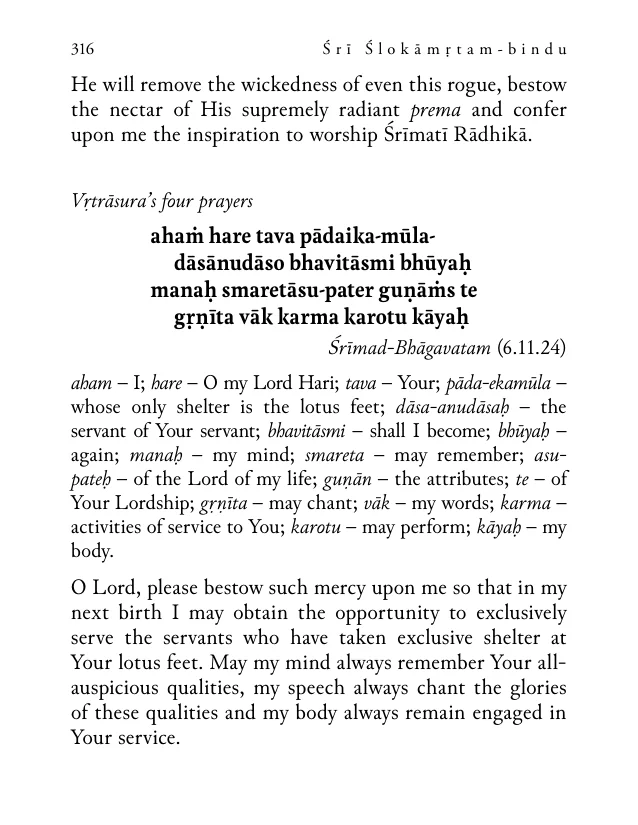 316 Śrī Ślokāmṛtam-bindu
He will remove the wickedness of even this rogue, bestow
the nectar of His supremely radiant prema and confer
upon me the inspiration to worship Śrīmatī Rādhikā.
Vṛtrāsura's four prayers
ahaṁ hare tava pādaika-mūla-
dāsānudāso bhavitāsmi bhūyaḥ
manaḥ smaretāsu-pater guṇāṁs te
gṛṇīta vāk karma karotu kāyaḥ
Śrīmad-Bhāgavatam (6.11.24)
aham – I; hare – O my Lord Hari; tava – Your; pāda-ekamūla –
whose only shelter is the lotus feet; dāsa-anudāsaḥ – the
servant of Your servant; bhavitāsmi – shall I become; bhūyaḥ –
again; manaḥ – my mind; smareta – may remember; asu-
pateḥ – of the Lord of my life; guṇān – the attributes; te – of
Your Lordship; gṛṇīta – may chant; vāk – my words; karma –
activities of service to You; karotu – may perform; kāyaḥ – my
body.
O Lord, please bestow such mercy upon me so that in my
next birth I may obtain the opportunity to exclusively
serve the servants who have taken exclusive shelter at
Your lotus feet. May my mind always remember Your all-
auspicious qualities, my speech always chant the glories
of these qualities and my body always remain engaged in
Your service.